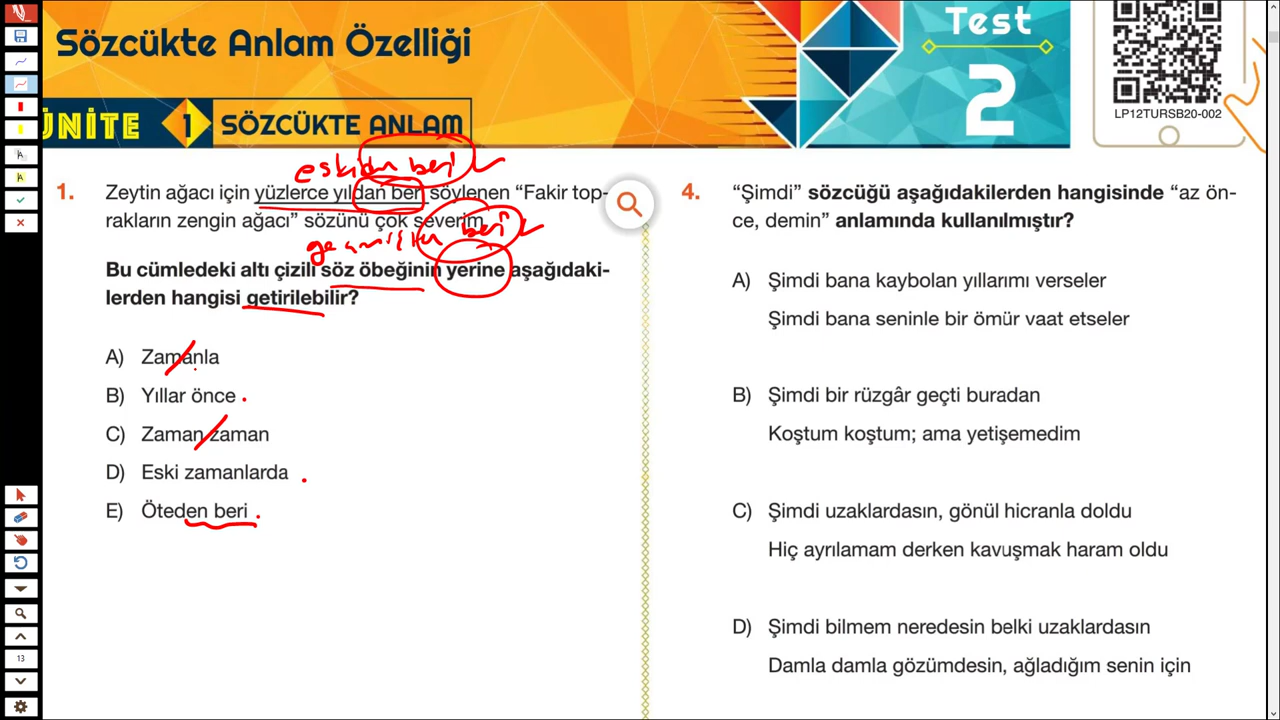 Sözcükte Anlam Özelliği
Test
2
LP12TURSB20-002
ÜNİTE 1 SÖZCÜKTE ANLAM
eskiden beri
1. Zeytin ağacı için yüzlerce yıldan beri söylenen “Fakir top-
rakların zengin ağacı” sözünü çok severim.
geçmişten beri
Bu cümledeki altı çizili söz öbeğinin yerine aşağıdaki-
lerden hangisi getirilebilir?
A) Zamanla
B) Yıllar önce
C) Zaman zaman
D) Eski zamanlarda
E) Öteden beri
4. “Şimdi” sözcüğü aşağıdakilerden hangisinde “az ön-
ce, demin” anlamında kullanılmıştır?
A) Şimdi bana kaybolan yıllarımı verseler
Şimdi bana seninle bir ömür vaat etseler
B) Şimdi bir rüzgâr geçti buradan
Koştum koştum; ama yetişemedim
C) Şimdi uzaklardasın, gönül hicranla doldu
Hiç ayrılamam derken kavuşmak haram oldu
D) Şimdi bilmem neredesin belki uzaklardasın
Damla damla gözümdesin, ağladığım senin için
13